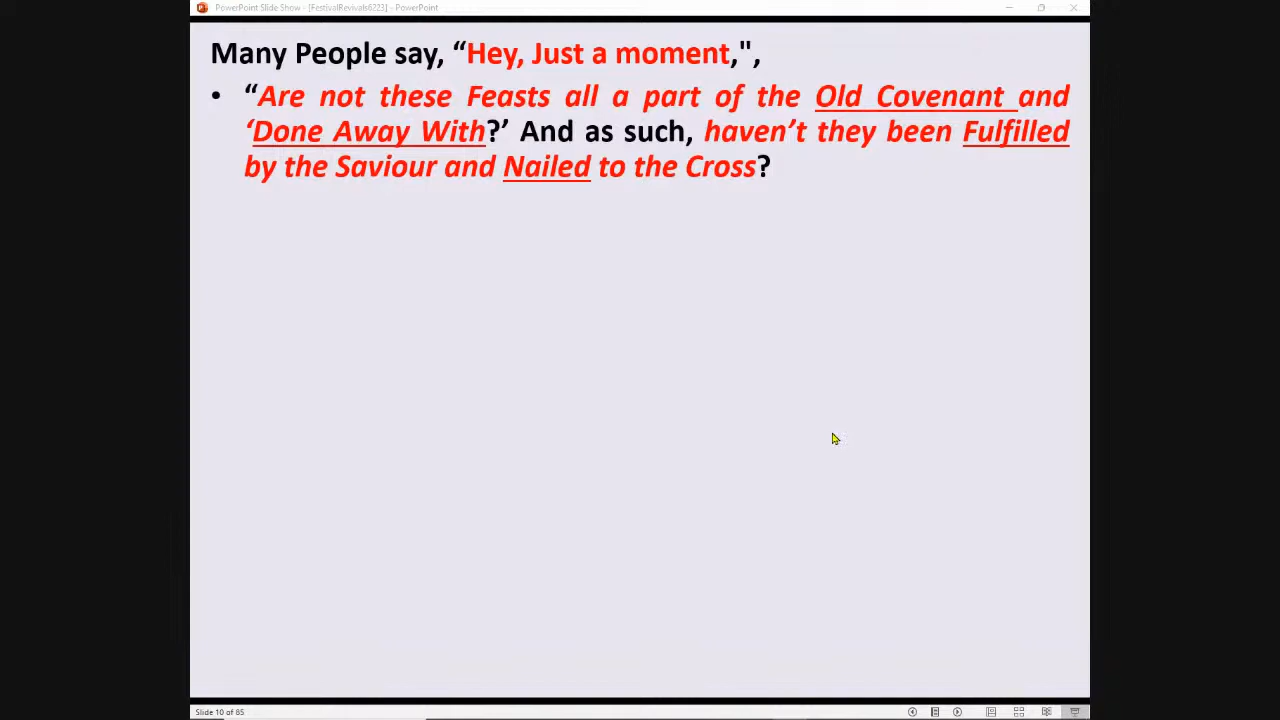 PowerPoint Slide Show - [FestivalRevivals6223] - PowerPoint
Many People say, “Hey, Just a moment,",
• “Are not these Feasts all a part of the Old Covenant and
‘Done Away With?’ And as such, haven’t they been Fulfilled
by the Saviour and Nailed to the Cross?
Slide 10 of 85